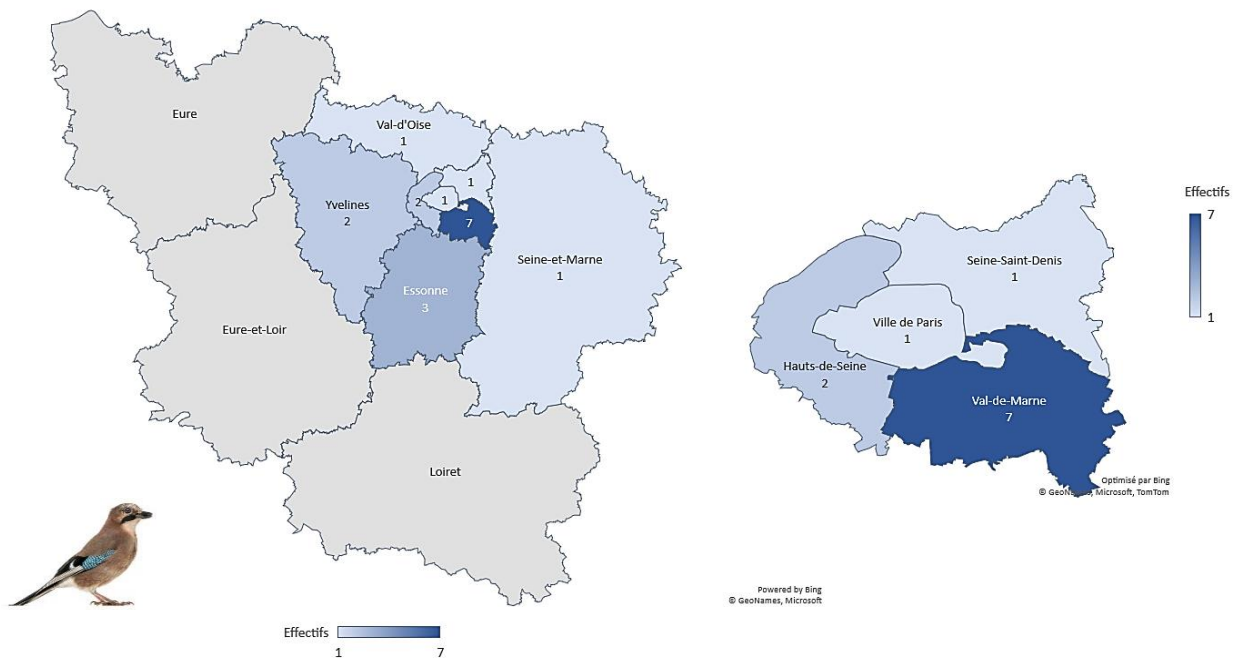 Eure
Val-d'Oise
1
1
Yvelines
2
2
1
7
Seine-et-Marne
1
Essonne
3
Eure-et-Loir
Loiret
Effectifs
1
7
Powered by Bing
© GeoNames, Microsoft
Effectifs
7
1
Seine-Saint-Denis
1
Ville de Paris
1
Hauts-de-Seine
2
Val-de-Marne
7
Optimisé par Bing
© GeoNames, Microsoft, TomTom